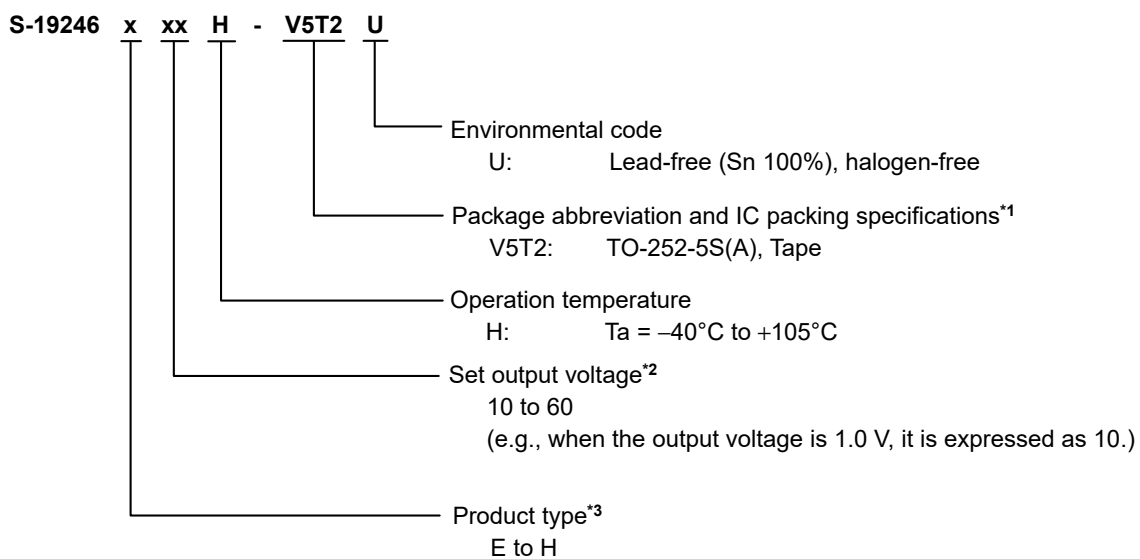 S-19246 x xx H - V5T2 U
Environmental code
U: Lead-free (Sn 100%), halogen-free
Package abbreviation and IC packing specifications*1
V5T2: TO-252-5S(A), Tape
Operation temperature
H: Ta = −40°C to +105°C
Set output voltage*2
10 to 60
(e.g., when the output voltage is 1.0 V, it is expressed as 10.)
Product type*3
E to H